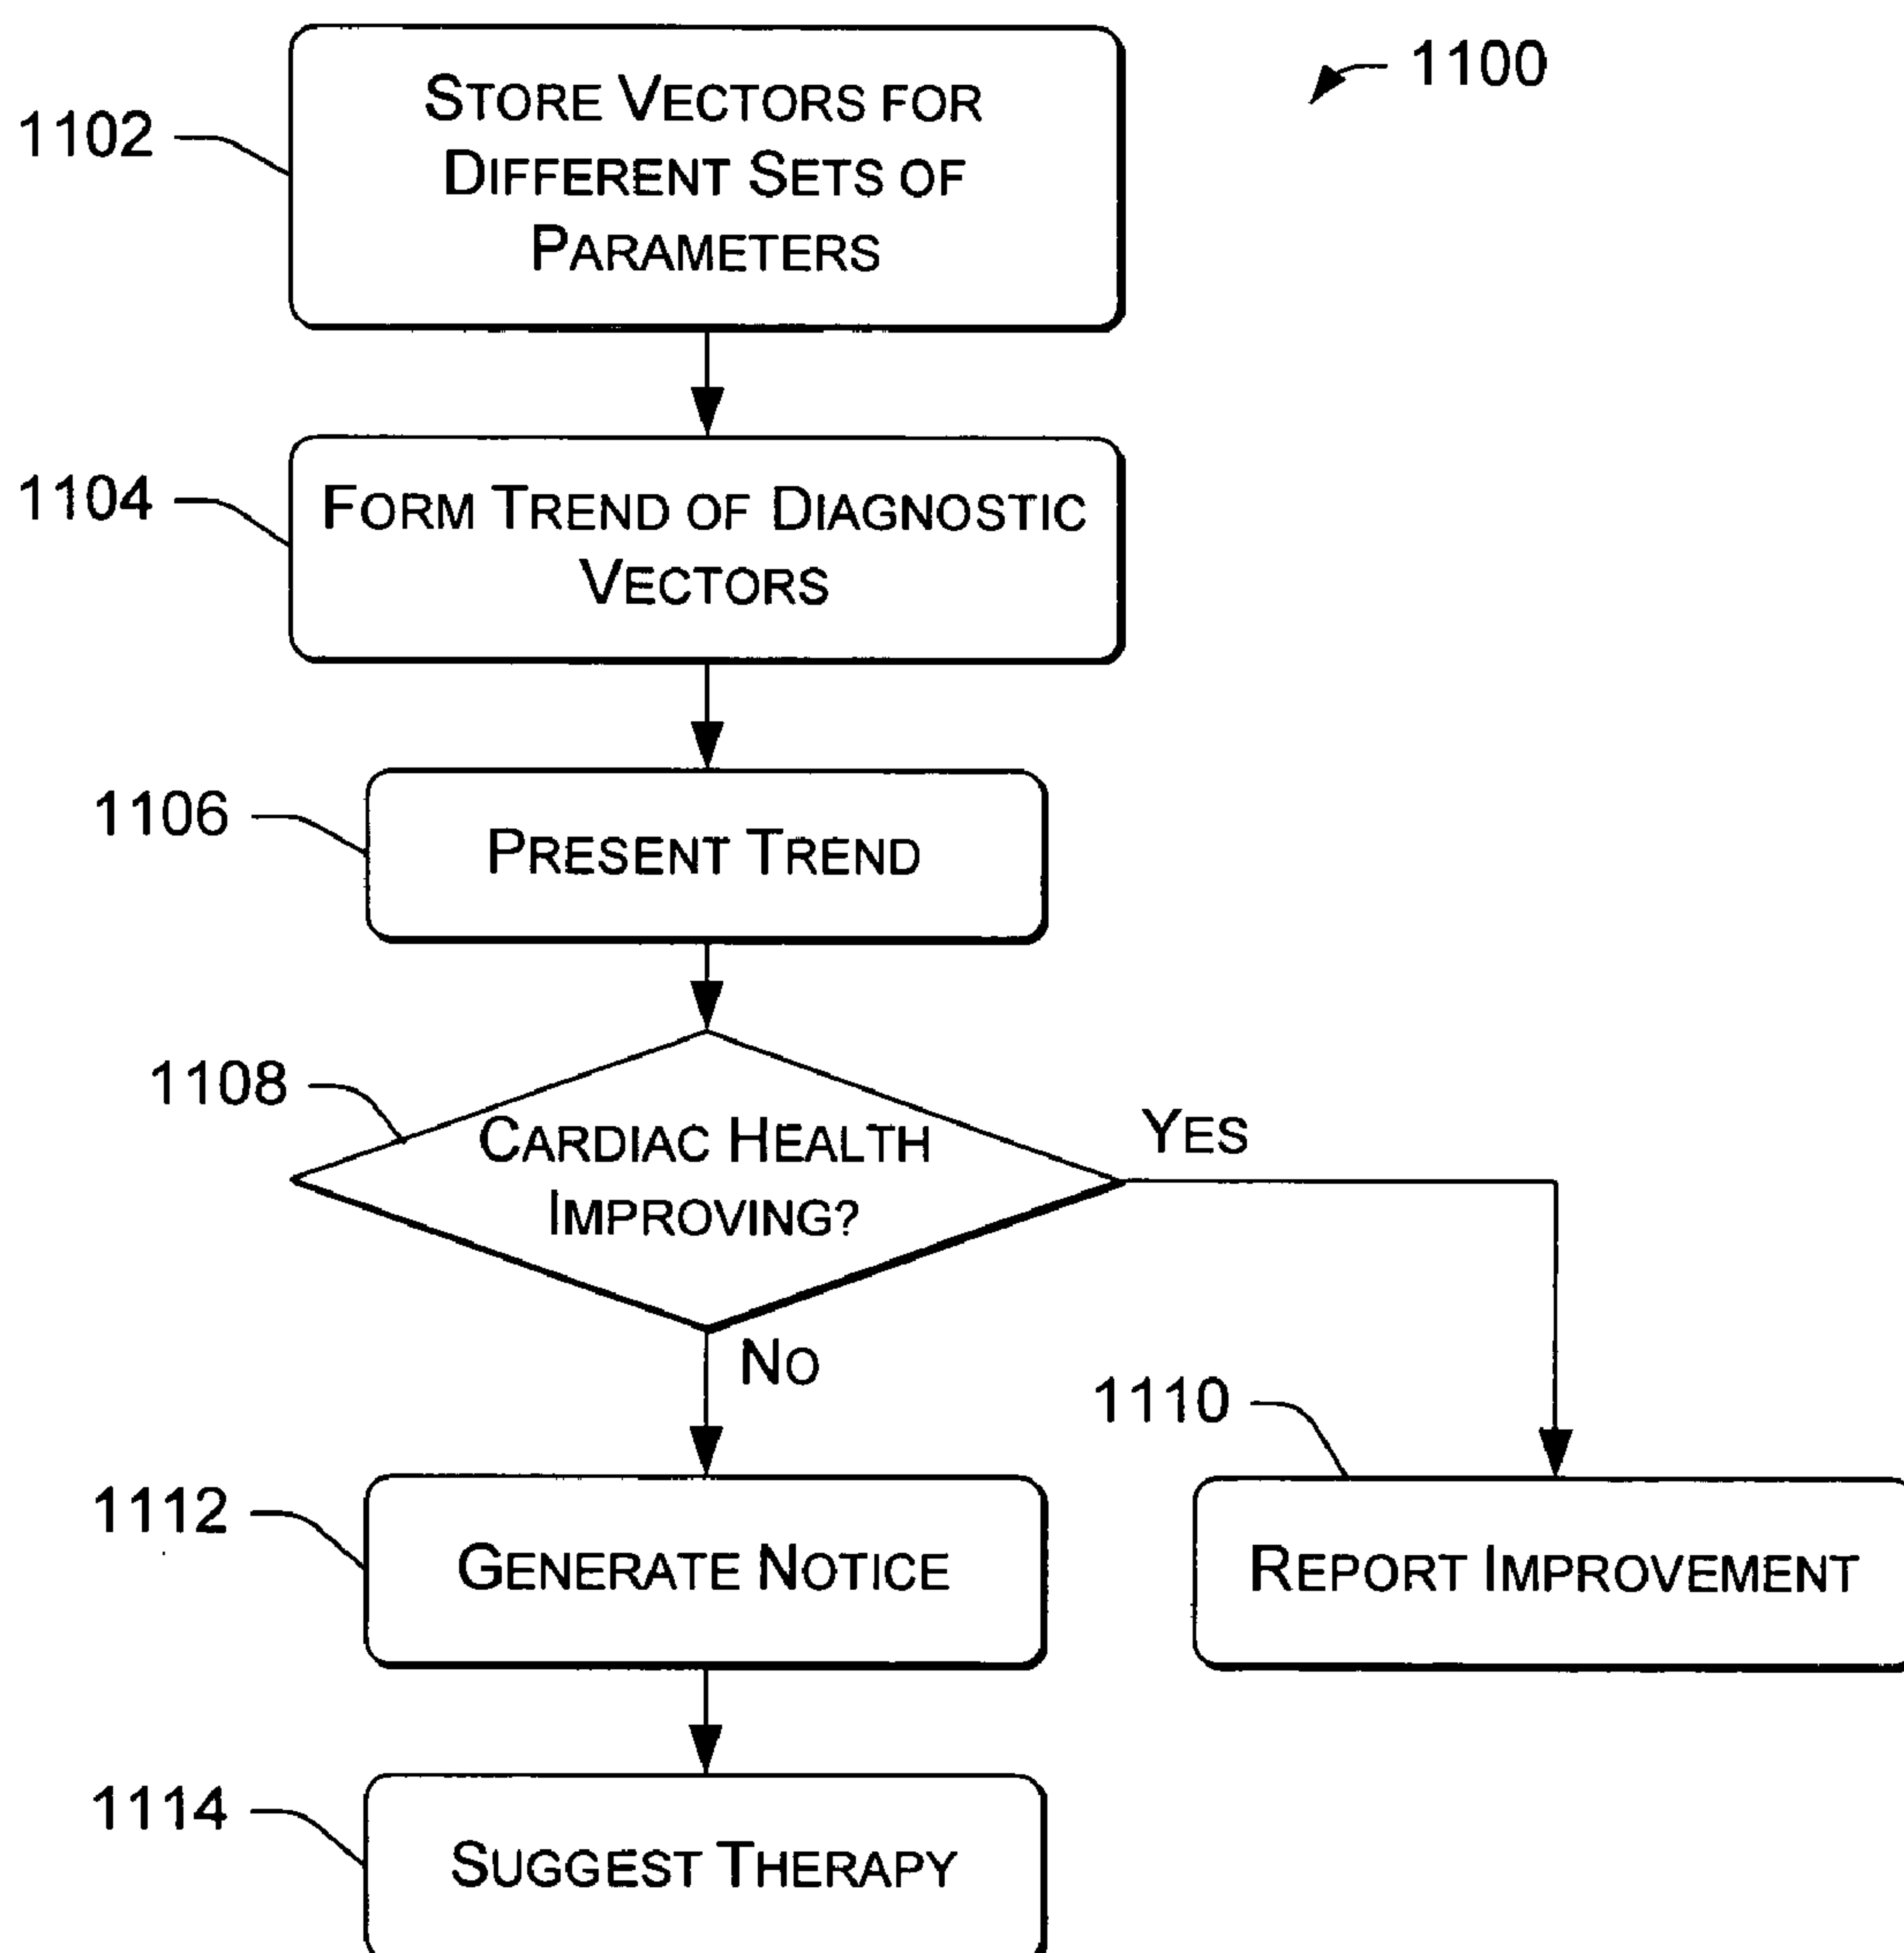 1100
1102
STORE VECTORS FOR
DIFFERENT SETS OF
PARAMETERS
1104
FORM TREND OF DIAGNOSTIC
VECTORS
1106
PRESENT TREND
1108
CARDIAC HEALTH
IMPROVING?
YES
NO
1110
1112
GENERATE NOTICE
REPORT IMPROVEMENT
1114
SUGGEST THERAPY